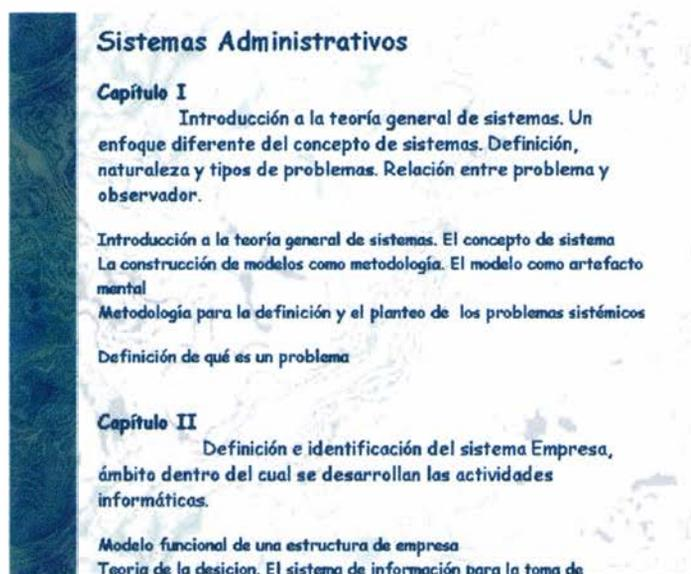 Sistemas Administrativos
Capítulo I
Introducción a la teoría general de sistemas. Un
enfoque diferente del concepto de sistemas. Definición,
naturaleza y tipos de problemas. Relación entre problema y
observador.
Introducción a la teoría general de sistemas. El concepto de sistema
La construcción de modelos como metodología. El modelo como artefacto
mental
Metodología para la definición y el planteo de los problemas sistémicos
Definición de qué es un problema
Capítulo II
Definición e identificación del sistema Empresa,
ámbito dentro del cual se desarrollan las actividades
informáticas.
Modelo funcional de una estructura de empresa
Teoria de la desicion. El sistema de información para la toma de